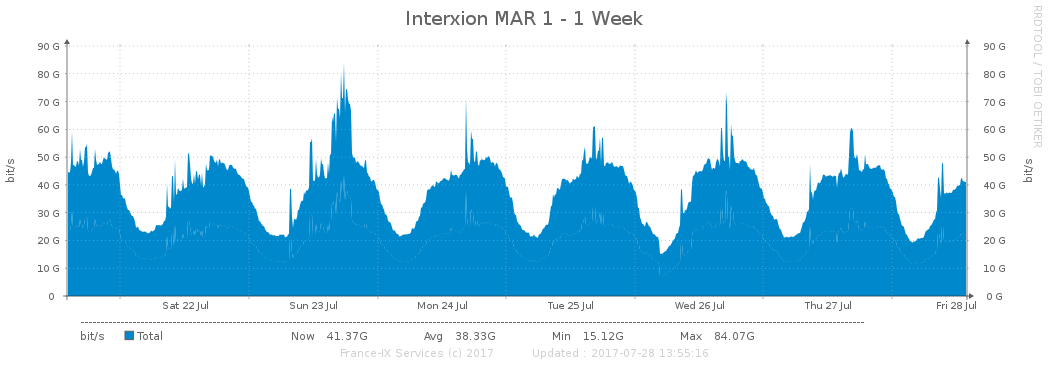 Interxion MAR 1 - 1 Week
RRDTOOL / TOBI OETIKER
bit/s
90 G 90 G
80 G 80 G
70 G 70 G
60 G 60 G
50 G 50 G
40 G 40 G
30 G 30 G
20 G 20 G
10 G 10 G
0 0 G
bit/s
Sat 22 Jul Sun 23 Jul Mon 24 Jul Tue 25 Jul Wed 26 Jul Thu 27 Jul Fri 28 Jul
bit/s Total Now 41.37G Avg 38.33G Min 15.12G Max 84.07G
France-IX Services (c) 2017 Updated : 2017-07-28 13:55:16